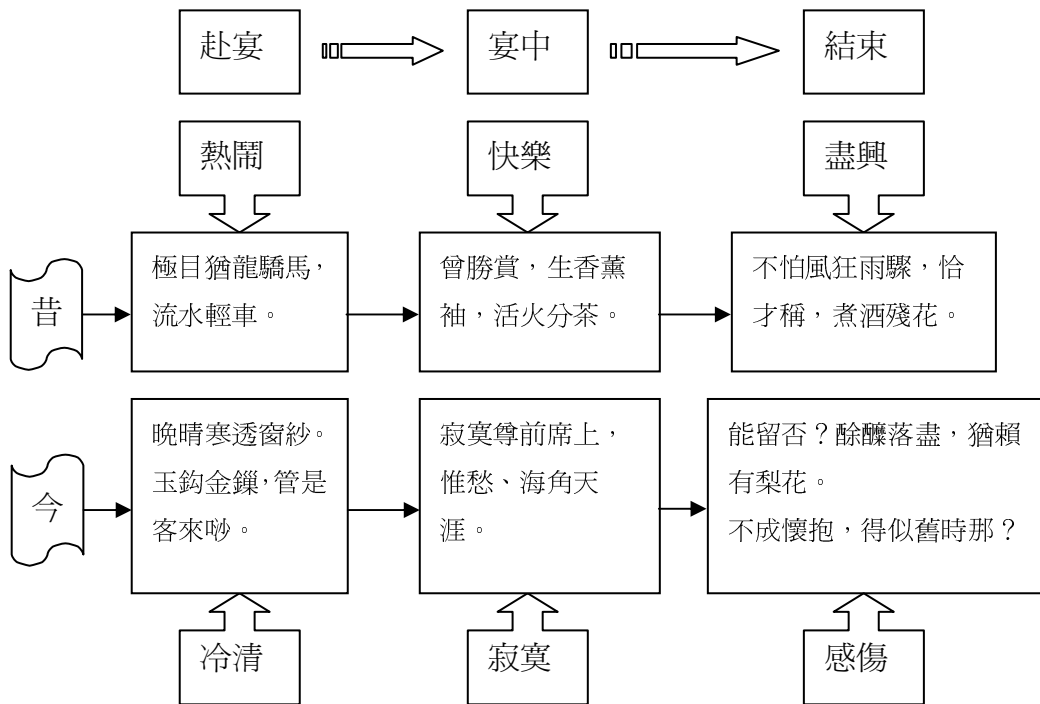 赴宴
宴中
結束
熱鬧
快樂
盡興
昔
極目猶龍驕馬，
流水輕車。
曾勝賞，生香薰
袖，活火分茶。
不怕風狂雨驟，恰
才稱，煮酒殘花。
今
晚晴寒透窗紗。
玉鈎金鏁，管是
客來唦。
寂寞尊前席上，
惟愁、海角天
涯。
能留否？酴釄落盡，猶賴
有梨花。
不成懷抱，得似舊時那？
冷清
寂寞
感傷